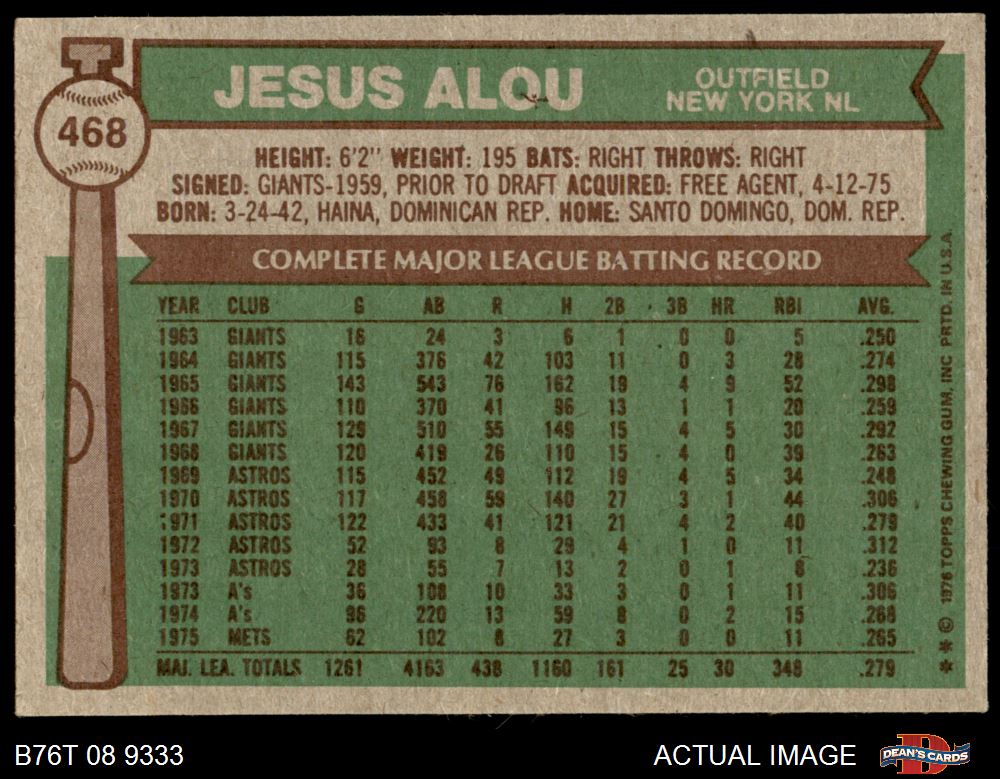 468
JESUS ALOU
OUTFIELD
NEW YORK NL
HEIGHT: 6'2" WEIGHT: 195 BATS: RIGHT THROWS: RIGHT
SIGNED: GIANTS-1959, PRIOR TO DRAFT ACQUIRED: FREE AGENT, 4-12-75
BORN: 3-24-42, HAINA, DOMINICAN REP. HOME: SANTO DOMINGO, DOM. REP.
COMPLETE MAJOR LEAGUE BATTING RECORD
YEAR CLUB G AB R H 2B 3B HR RBI AVG.
1963 GIANTS 16 24 3 6 1 0 0 5 .250
1964 GIANTS 115 376 42 103 11 0 3 28 .274
1965 GIANTS 143 543 76 162 19 4 9 52 .298
1966 GIANTS 110 370 41 96 13 1 1 20 .259
1967 GIANTS 129 510 55 149 15 4 5 30 .292
1968 GIANTS 120 419 26 110 15 4 0 39 .263
1969 ASTROS 115 452 49 112 19 4 5 34 .248
1970 ASTROS 117 458 59 140 27 3 1 44 .306
1971 ASTROS 122 433 41 121 21 4 2 40 .279
1972 ASTROS 52 93 8 29 4 1 0 11 .312
1973 ASTROS 28 55 7 13 2 0 1 8 .236
1973 A's 36 108 10 33 3 0 1 11 .306
1974 A's 96 220 13 59 8 0 2 15 .268
1975 METS 62 102 8 27 3 0 0 11 .265
MAJ. LEA. TOTALS 1261 4163 438 1160 161 25 30 348 .279
** © 1976 TOPPS CHEWING GUM, INC. PRTD. IN U.S.A.
B76T 08 9333
ACTUAL IMAGE
DEAN'S CARDS